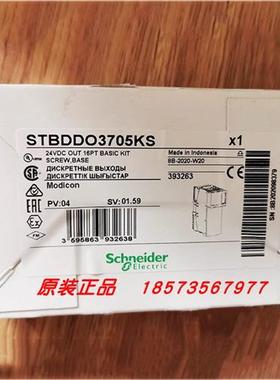 STBDDO3705KS
x1
24VDC OUT 16PT BASIC KIT
SCREW,BASE
ДИСКРЕТНЫЕ ВЫХОДЫ
ДИСКРЕТТІК ШЫҒЫСТАР
Modicon
Made in Indonesia
8B-2020-W20
393263
PV:04
SV:01.59
3 595863 932638
Schneider
Electric
原装正品 18573567977